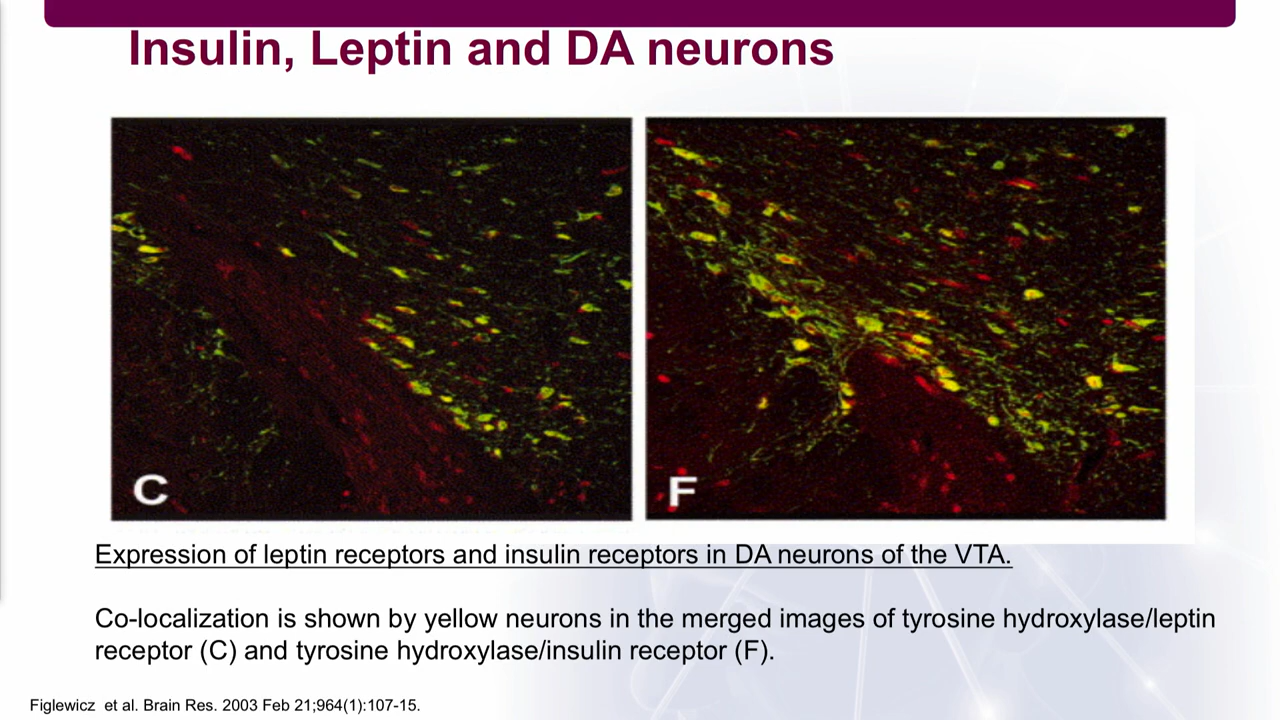 Insulin, Leptin and DA neurons
C
F
Expression of leptin receptors and insulin receptors in DA neurons of the VTA.
Co-localization is shown by yellow neurons in the merged images of tyrosine hydroxylase/leptin
receptor (C) and tyrosine hydroxylase/insulin receptor (F).
Figlewicz et al. Brain Res. 2003 Feb 21;964(1):107-15.